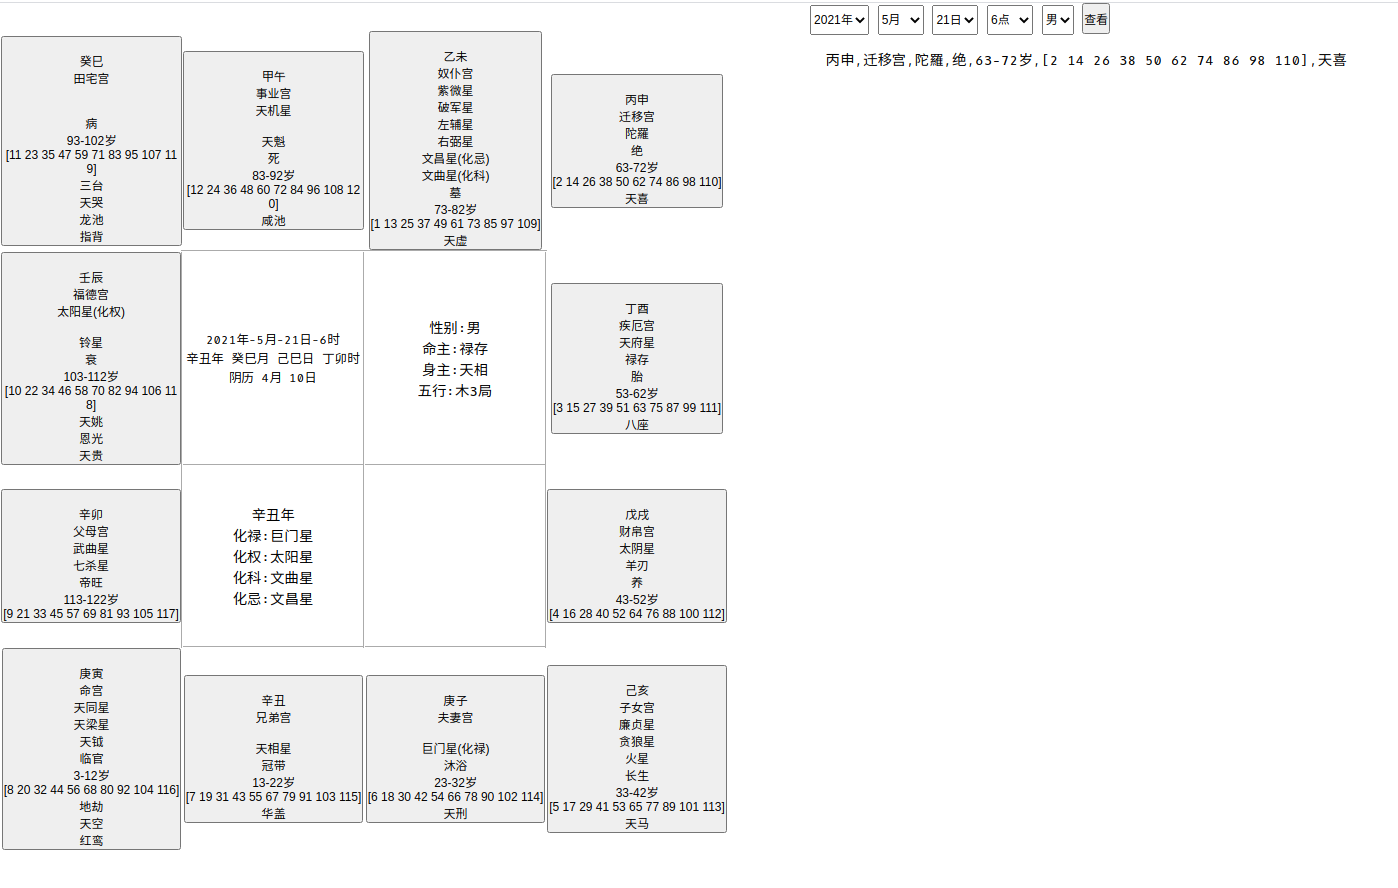 2021年 5月 21日 6点 男 查看
丙申,迁移宫,陀羅,绝,63-72岁,[2 14 26 38 50 62 74 86 98 110],天喜
癸巳
田宅宫
病
93-102岁
[11 23 35 47 59 71 83 95 107 11
9]
三台
天哭
龙池
指背
甲午
事业宫
天机星
天魁
死
83-92岁
[12 24 36 48 60 72 84 96 108 12
0]
咸池
乙未
奴仆宫
紫微星
破军星
左辅星
右弼星
文昌星(化忌)
文曲星(化科)
墓
73-82岁
[1 13 25 37 49 61 73 85 97 109]
天虚
丙申
迁移宫
陀羅
绝
63-72岁
[2 14 26 38 50 62 74 86 98 110]
天喜
壬辰
福德宫
太阳星(化权)
铃星
衰
103-112岁
[10 22 34 46 58 70 82 94 106 11
8]
天姚
恩光
天贵
2021年-5月-21日-6时
辛丑年 癸巳月 己巳日 丁卯时
阴历 4月 10日
性别:男
命主:禄存
身主:天相
五行:木3局
丁酉
疾厄宫
天府星
禄存
胎
53-62岁
[3 15 27 39 51 63 75 87 99 111]
八座
辛卯
父母宫
武曲星
七杀星
帝旺
113-122岁
[9 21 33 45 57 69 81 93 105 117]
辛丑年
化禄:巨门星
化权:太阳星
化科:文曲星
化忌:文昌星
戊戌
财帛宫
太阴星
羊刃
养
43-52岁
[4 16 28 40 52 64 76 88 100 112]
庚寅
命宫
天同星
天梁星
天钺
临官
3-12岁
[8 20 32 44 56 68 80 92 104 116]
地劫
天空
红鸾
辛丑
兄弟宫
天相星
冠带
13-22岁
[7 19 31 43 55 67 79 91 103 115]
华盖
庚子
夫妻宫
巨门星(化禄)
沐浴
23-32岁
[6 18 30 42 54 66 78 90 102 114]
天刑
己亥
子女宫
廉贞星
贪狼星
火星
长生
33-42岁
[5 17 29 41 53 65 77 89 101 113]
天马